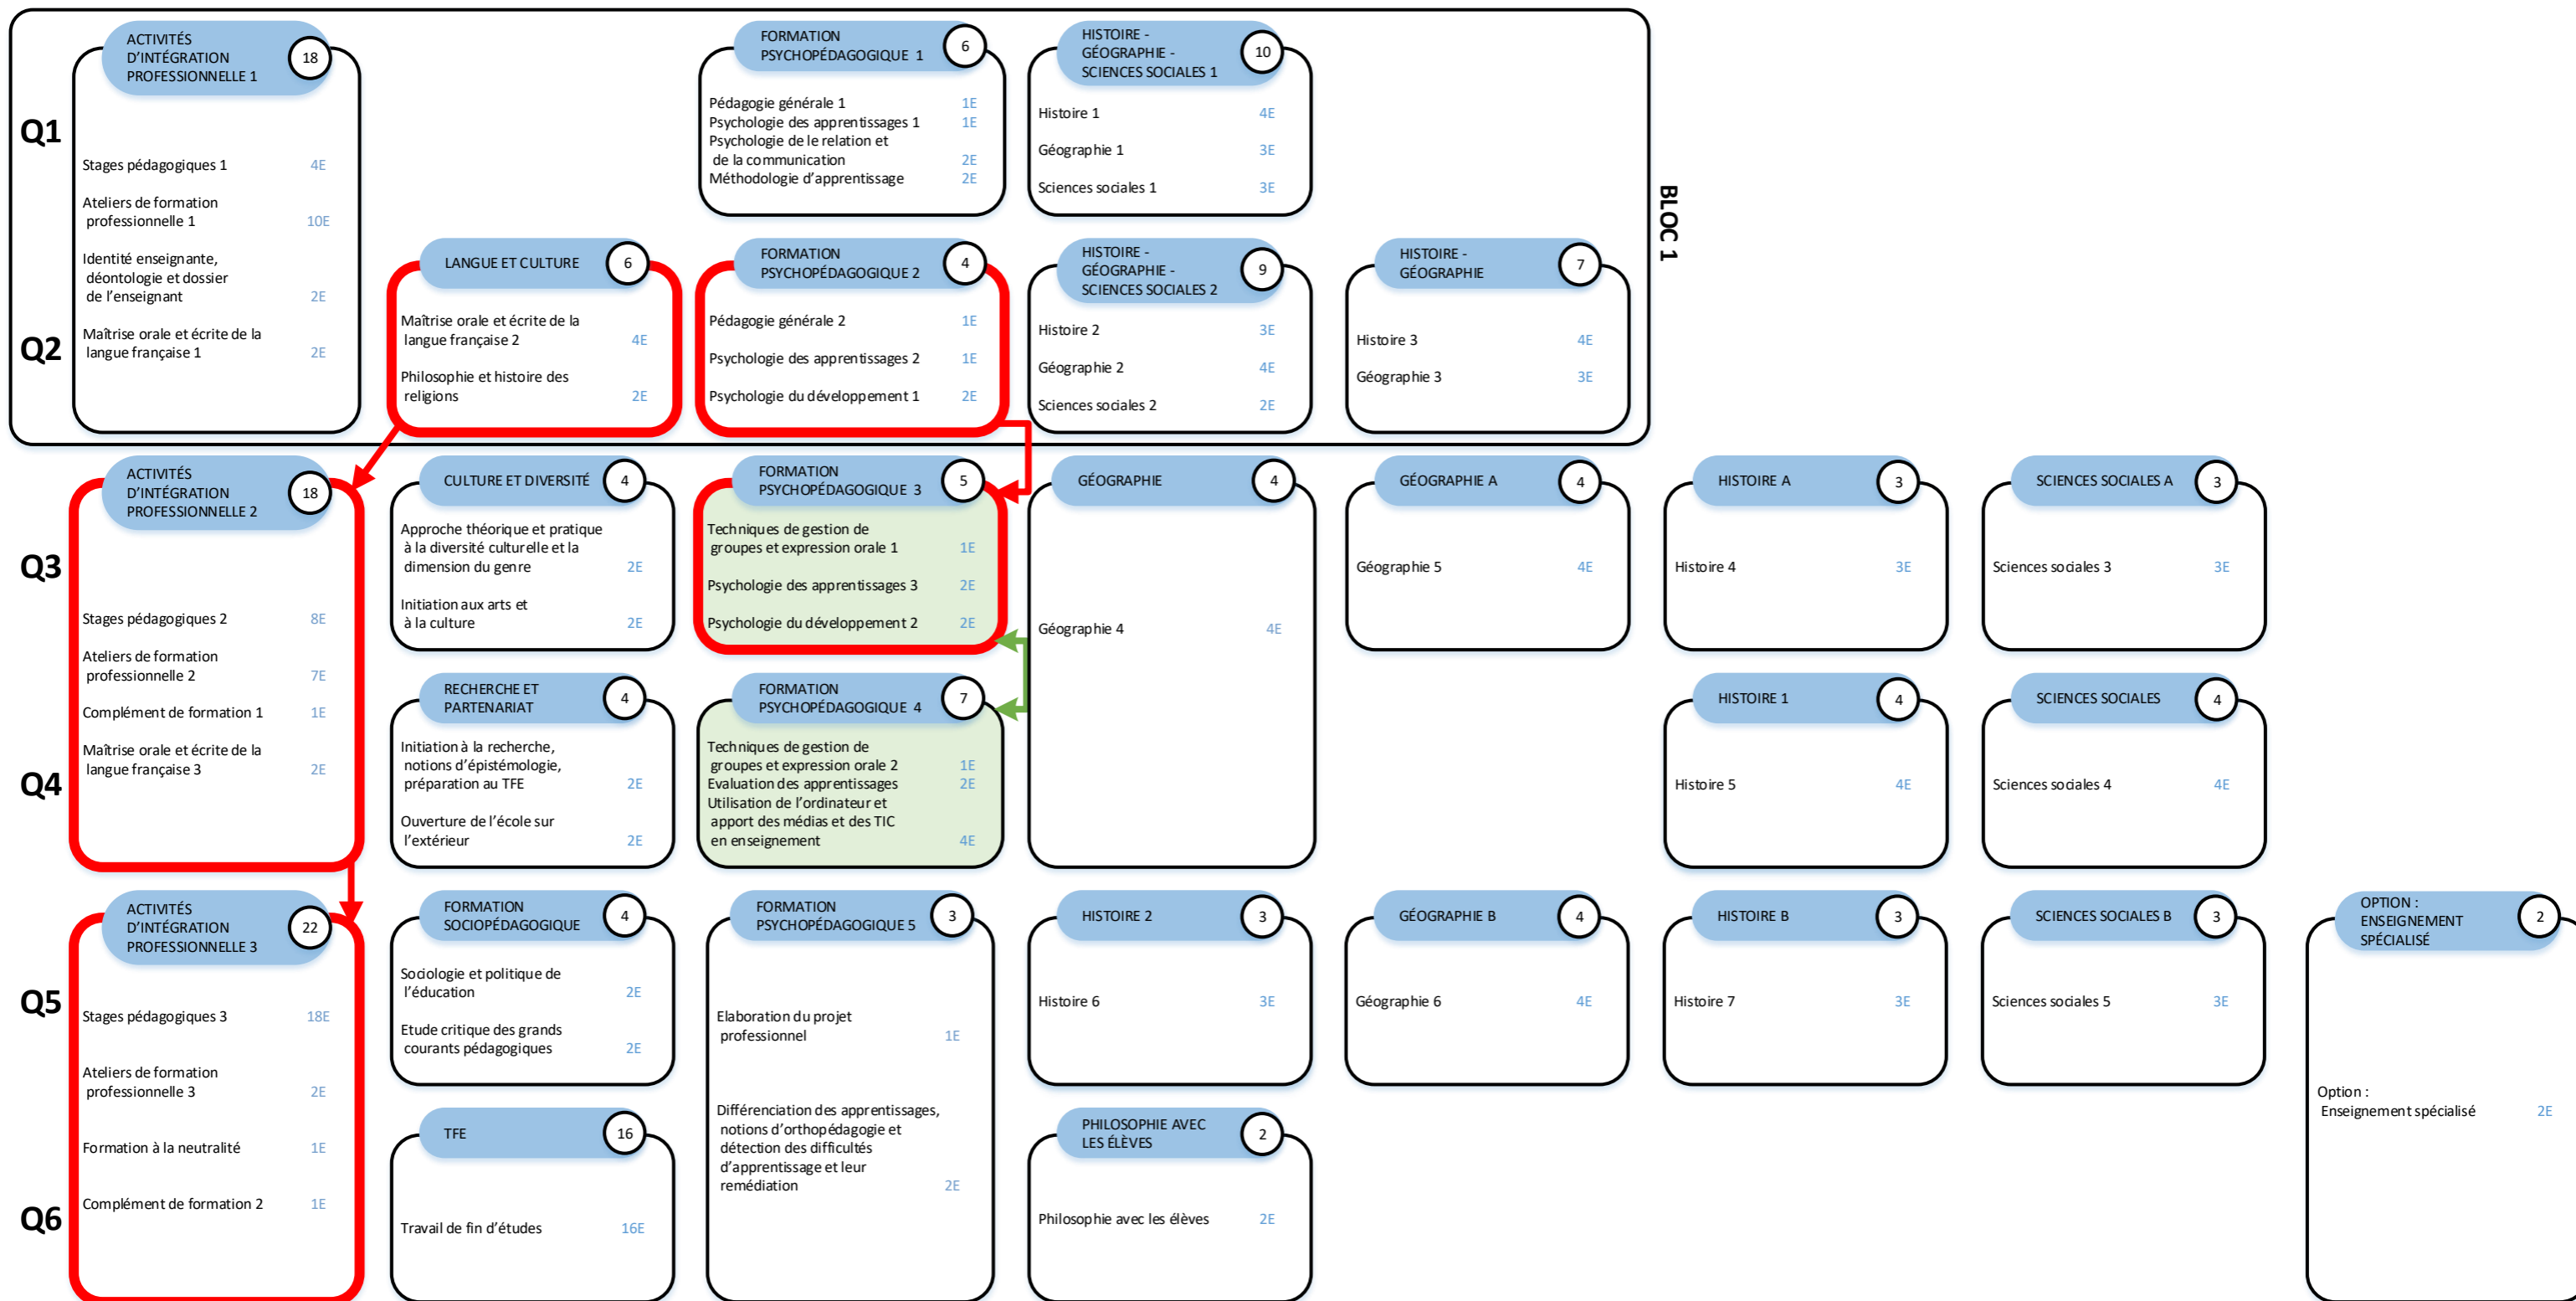 ACTIVITÉS
D'INTÉGRATION
PROFESSIONNELLE 1
18
Stages pédagogiques 1 4E
Ateliers de formation
professionnelle 1 10E
Identité enseignante,
déontologie et dossier
de l'enseignant 2E
Maîtrise orale et écrite de la
langue française 1 2E
FORMATION
PSYCHOPÉDAGOGIQUE 1
6
Pédagogie générale 1 1E
Psychologie des apprentissages 1 1E
Psychologie de le relation et
de la communication 2E
Méthodologie d'apprentissage 2E
HISTOIRE -
GÉOGRAPHIE -
SCIENCES SOCIALES 1
10
Histoire 1 4E
Géographie 1 3E
Sciences sociales 1 3E
Q1
BLOC 1
LANGUE ET CULTURE
6
Maîtrise orale et écrite de la
langue française 2 4E
Philosophie et histoire des
religions 2E
FORMATION
PSYCHOPÉDAGOGIQUE 2
4
Pédagogie générale 2 1E
Psychologie des apprentissages 2 1E
Psychologie du développement 1 2E
HISTOIRE -
GÉOGRAPHIE -
SCIENCES SOCIALES 2
9
Histoire 2 3E
Géographie 2 4E
Sciences sociales 2 2E
HISTOIRE -
GÉOGRAPHIE
7
Histoire 3 4E
Géographie 3 3E
Q2
ACTIVITÉS
D'INTÉGRATION
PROFESSIONNELLE 2
18
Stages pédagogiques 2 8E
Ateliers de formation
professionnelle 2 7E
Complément de formation 1 1E
Maîtrise orale et écrite de la
langue française 3 2E
CULTURE ET DIVERSITÉ
4
Approche théorique et pratique
à la diversité culturelle et la
dimension du genre 2E
Initiation aux arts et
à la culture 2E
FORMATION
PSYCHOPÉDAGOGIQUE 3
5
Techniques de gestion de
groupes et expression orale 1 1E
Psychologie des apprentissages 3 2E
Psychologie du développement 2 2E
GÉOGRAPHIE
4
Géographie 4 4E
GÉOGRAPHIE A
4
Géographie 5 4E
HISTOIRE A
3
Histoire 4 3E
SCIENCES SOCIALES A
3
Sciences sociales 3 3E
Q3
RECHERCHE ET
PARTENARIAT
4
Initiation à la recherche,
notions d'épistémologie,
préparation au TFE 2E
Ouverture de l'école sur
l'extérieur 2E
FORMATION
PSYCHOPÉDAGOGIQUE 4
7
Techniques de gestion de
groupes et expression orale 2 1E
Evaluation des apprentissages 2E
Utilisation de l'ordinateur et
apport des médias et des TIC
en enseignement 4E
HISTOIRE 1
4
Histoire 5 4E
SCIENCES SOCIALES
4
Sciences sociales 4 4E
Q4
ACTIVITÉS
D'INTÉGRATION
PROFESSIONNELLE 3
22
Stages pédagogiques 3 18E
Ateliers de formation
professionnelle 3 2E
Formation à la neutralité 1E
Complément de formation 2 1E
FORMATION
SOCIOPÉDAGOGIQUE
4
Sociologie et politique de
l'éducation 2E
Etude critique des grands
courants pédagogiques 2E
FORMATION
PSYCHOPÉDAGOGIQUE 5
3
Elaboration du projet
professionnel 1E
Différenciation des apprentissages,
notions d'orthopédagogie et
détection des difficultés
d'apprentissage et leur
remédiation 2E
HISTOIRE 2
3
Histoire 6 3E
GÉOGRAPHIE B
4
Géographie 6 4E
HISTOIRE B
3
Histoire 7 3E
SCIENCES SOCIALES B
3
Sciences sociales 5 3E
OPTION :
ENSEIGNEMENT
SPÉCIALISÉ
2
Option :
Enseignement spécialisé 2E
Q5
TFE
16
Travail de fin d'études 16E
PHILOSOPHIE AVEC
LES ÉLÈVES
2
Philosophie avec les élèves 2E
Q6